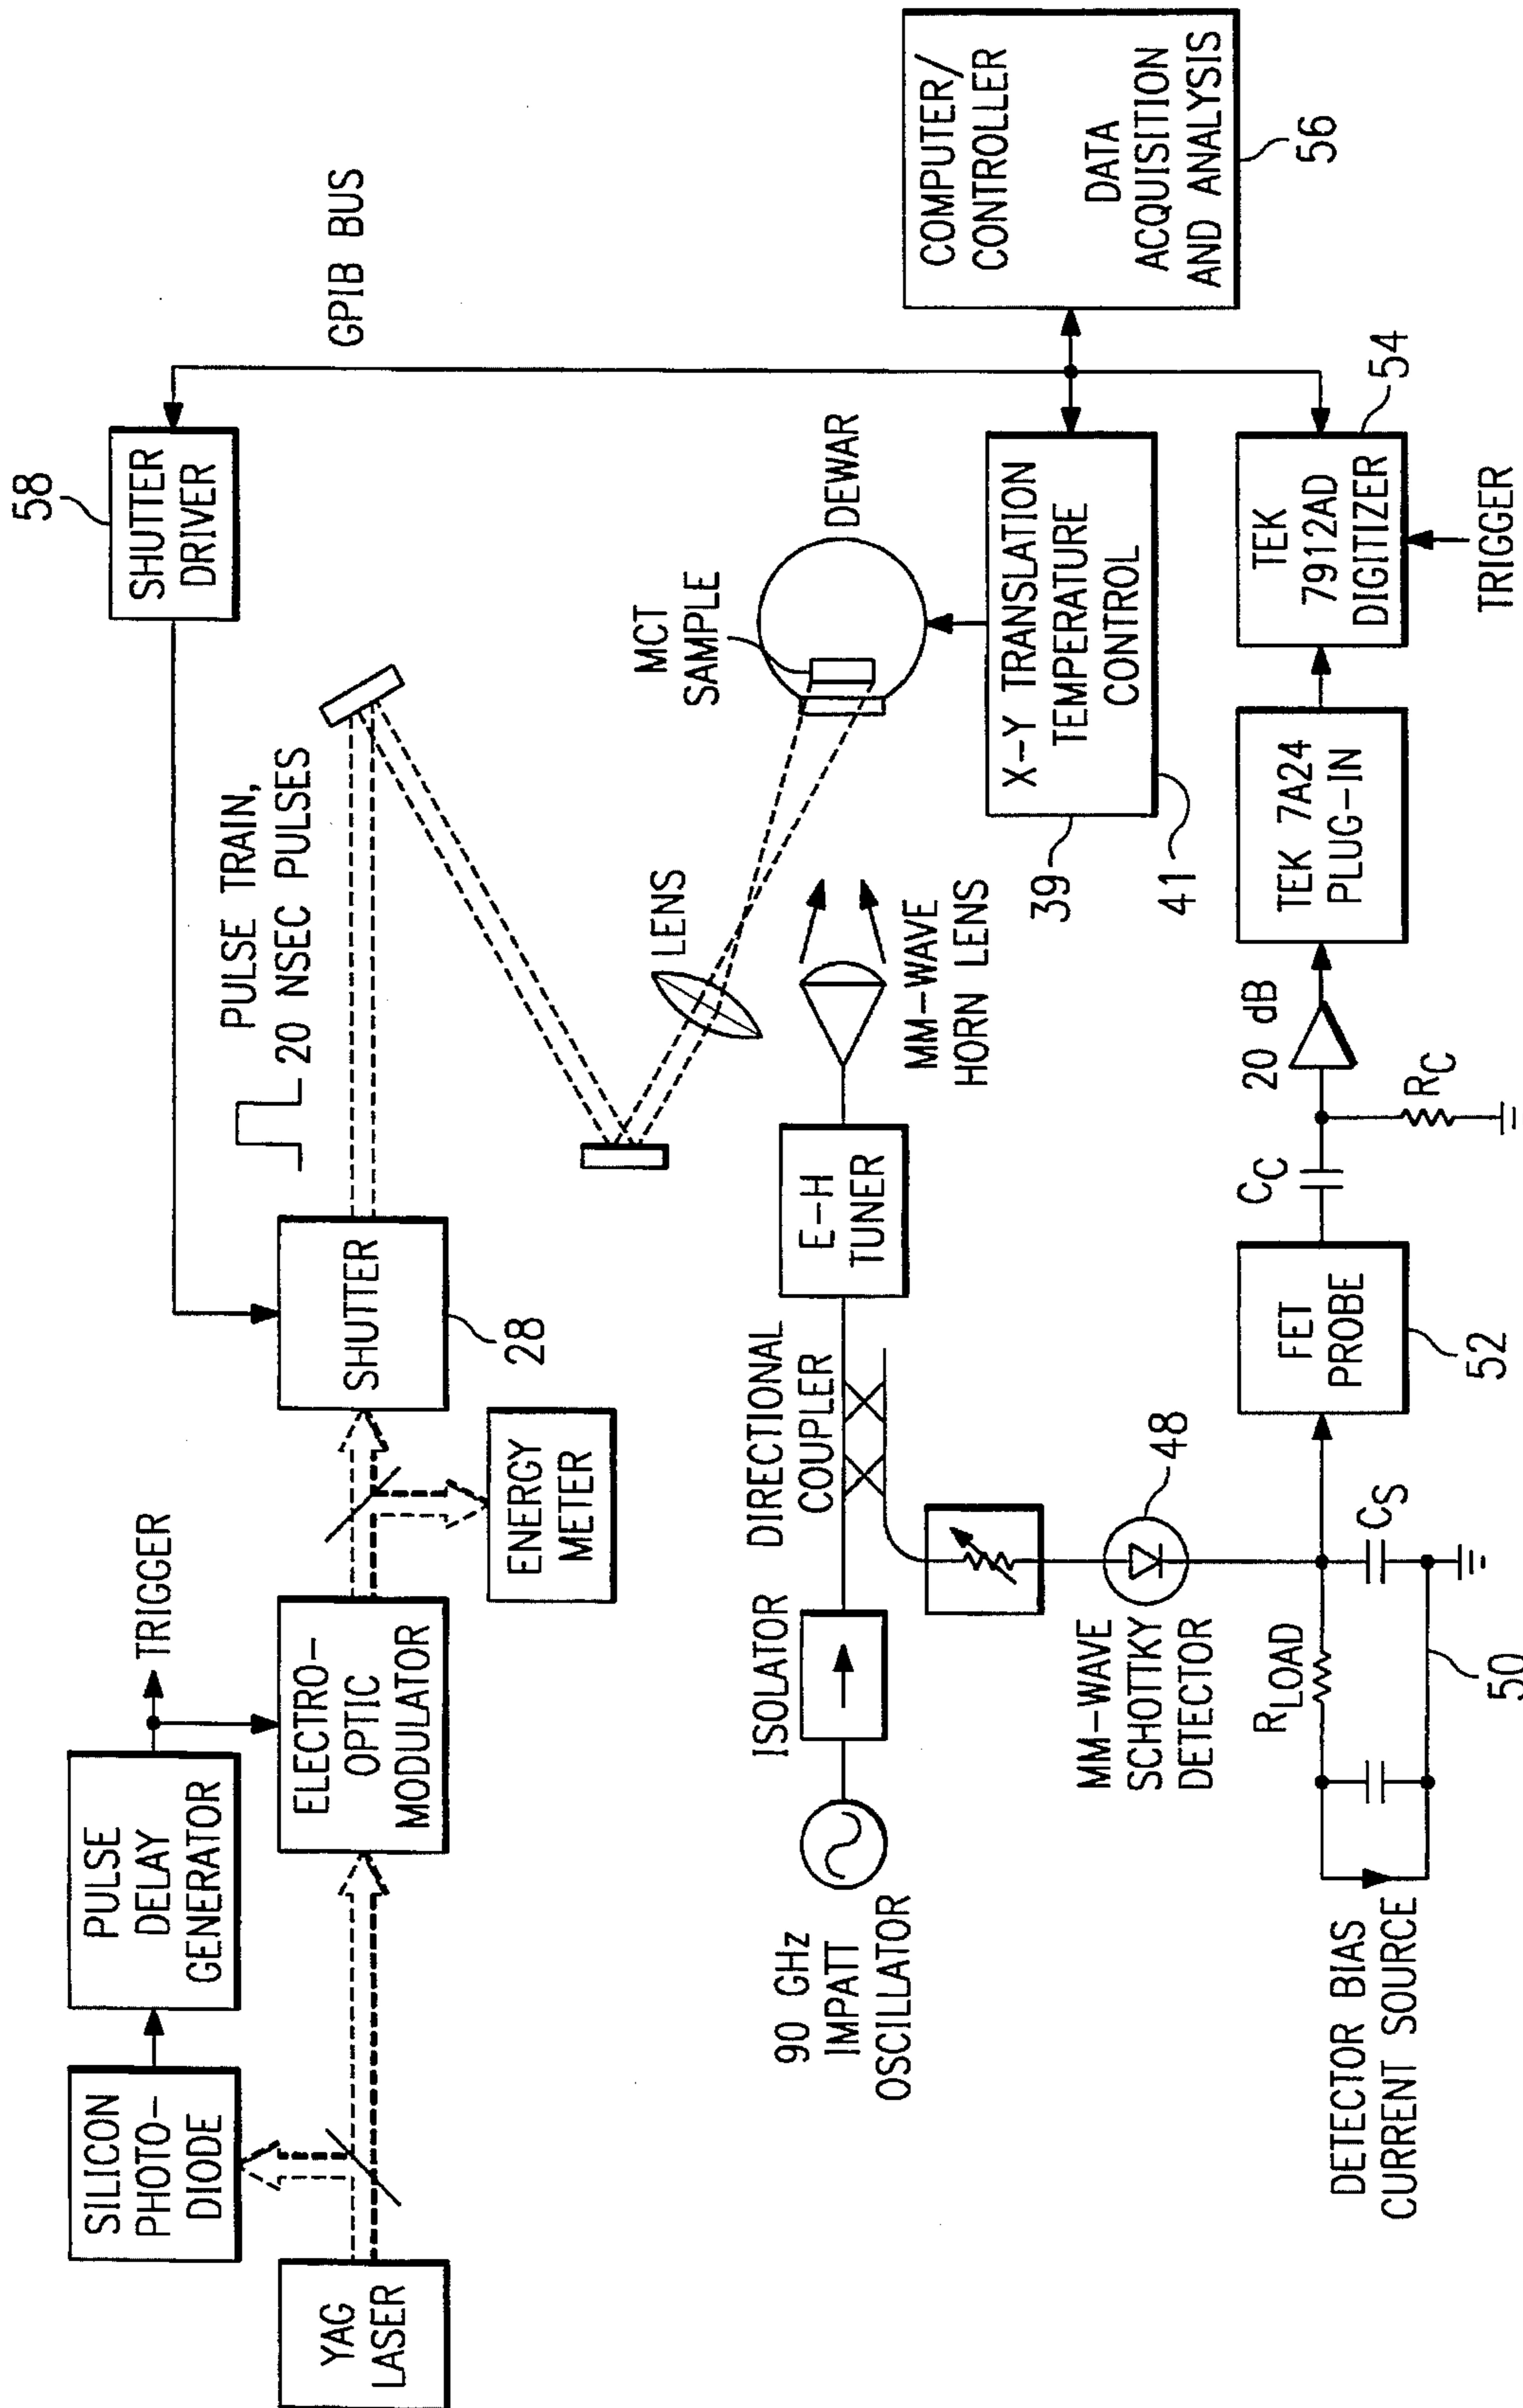 YAG
LASER
SILICON
PHOTO-
DIODE
PULSE
DELAY
GENERATOR
TRIGGER
ELECTRO-
OPTIC
MODULATOR
ENERGY
METER
SHUTTER
28
PULSE TRAIN,
20 NSEC PULSES
58
SHUTTER
DRIVER
GPIB BUS
LENS
MCT
SAMPLE
DEWAR
90 GHz
IMPATT
OSCILLATOR
ISOLATOR
DIRECTIONAL
COUPLER
E-H
TUNER
MM-WAVE
HORN LENS
X-Y TRANSLATION
TEMPERATURE
CONTROL
39
41
COMPUTER/
CONTROLLER
DATA
ACQUISITION
AND ANALYSIS
56
MM-WAVE
SCHOTTKY
DETECTOR
48
DETECTOR BIAS
CURRENT SOURCE
RLOAD
CS
50
FET
PROBE
52
CC
RC
20 dB
TEK 7A24
PLUG-IN
TEK
7912AD
DIGITIZER
54
TRIGGER